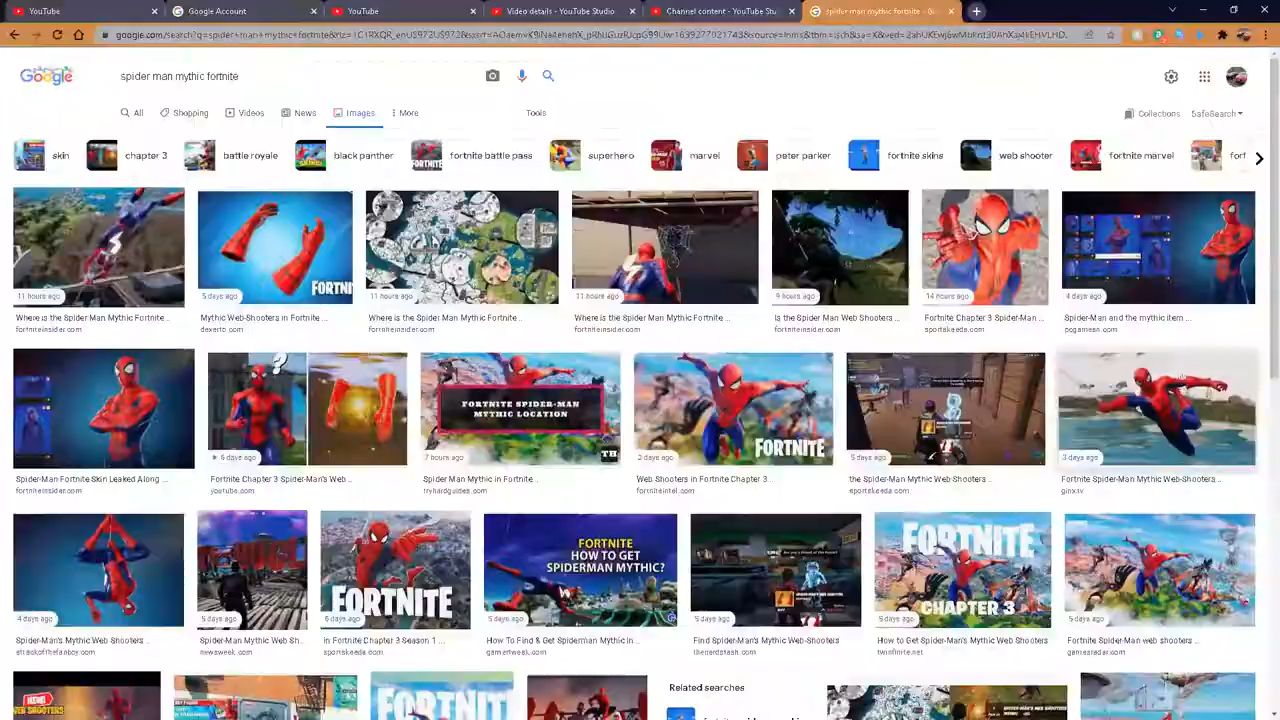 YouTube
Google Account
YouTube
Video details - YouTube Studio
Channel content - YouTube Stu
spider man mythic fortnite - Go
Google
spider man mythic fortnite
All
Shopping
Videos
News
Images
More
Tools
Collections
SafeSearch
skin
chapter 3
battle royale
black panther
fortnite battle pass
superhero
marvel
peter parker
fortnite skins
web shooter
fortnite marvel
fort
11 hours ago
5 days ago
FORTNI
11 hours ago
11 hours ago
9 hours ago
14 hours ago
4 days ago
Where is the Spider Man Mythic Fortnite ...
Mythic Web-Shooters in Fortnite ...
Where is the Spider Man Mythic Fortnite ...
Where is the Spider Man Mythic Fortnite ...
Is the Spider Man Web Shooters ...
Fortnite Chapter 3 Spider-Man ...
Spider-Man and the mythic item ...
fortniteinsider.com
dexerto.com
fortniteinsider.com
fortniteinsider.com
fortniteinsider.com
sportskeeda.com
pcgamesn.com
6 days ago
FORTNITE SPIDER-MAN
MYTHIC LOCATION
7 hours ago
TH
2 days ago
FORTNITE
5 days ago
3 days ago
Spider-Man Fortnite Skin Leaked Along ...
Fortnite Chapter 3 Spider-Man's Web...
Spider Man Mythic in Fortnite...
Web Shooters in Fortnite Chapter 3...
the Spider-Man Mythic Web-Shooters ...
Fortnite Spider-Man Mythic Web-Shooters...
fortniteinsider.com
youtube.com
tryhardguides.com
fortniteintel.com
sportskeeda.com
ginx.tv
4 days ago
5 days ago
6 days ago
FORTNITE
FORTNITE
HOW TO GET
SPIDERMAN MYTHIC?
5 days ago
5 days ago
FORTNITE
CHAPTER 3
5 days ago
5 days ago
Spider-Man's Mythic Web Shooters ...
Spider-Man Mythic Web Sh...
in Fortnite Chapter 3 Season 1 ...
How To Find & Get Spiderman Mythic In ...
Find Spider-Man's Mythic Web-Shooters
How to Get Spider-Man's Mythic Web Shooters
Fortnite Spider-Man web shooters ...
attackofthefanboy.com
newsweek.com
sportskeeda.com
gamertweak.com
thenerdstash.com
twinfinite.net
gamesradar.com
WEB SHOOTERS
FORTNITE
Related searches